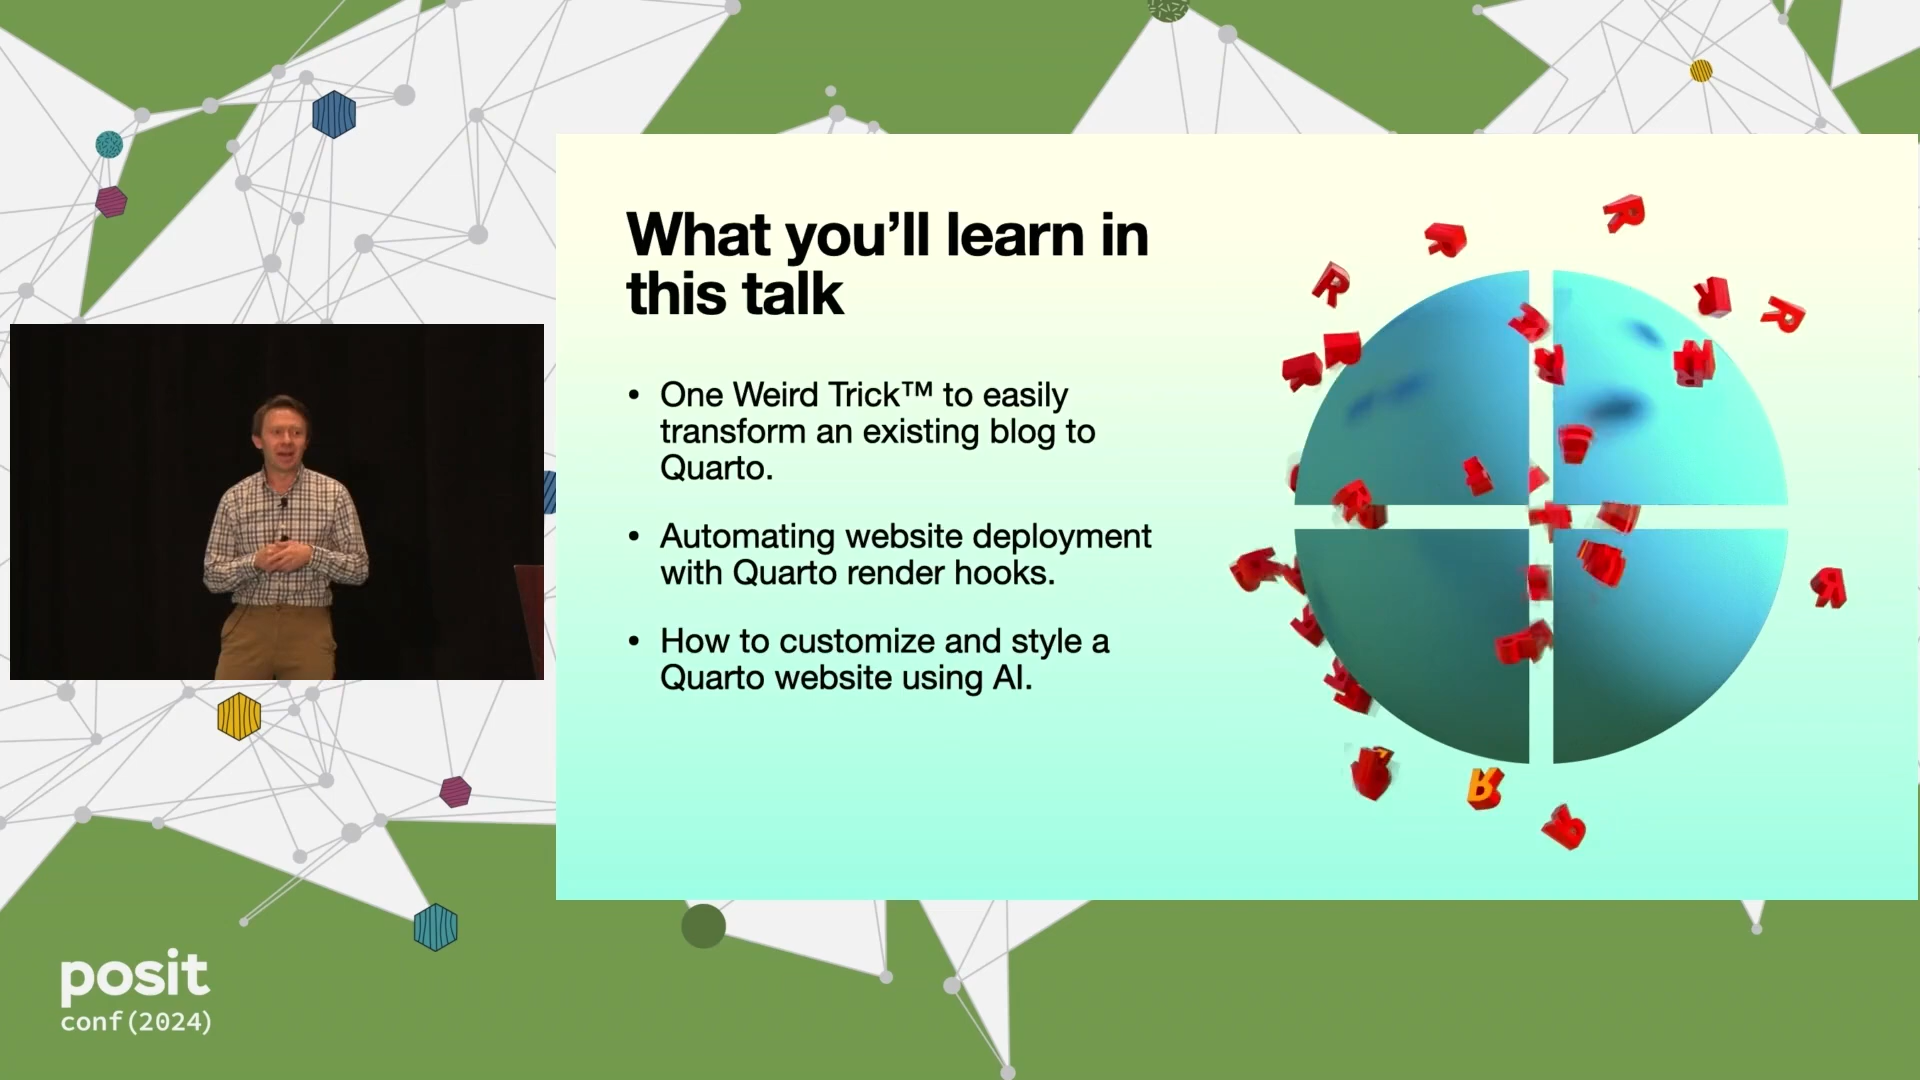 What you’ll learn in
this talk
• One Weird Trick™ to easily
transform an existing blog to
Quarto.
• Automating website deployment
with Quarto render hooks.
• How to customize and style a
Quarto website using AI.
posit
conf(2024)